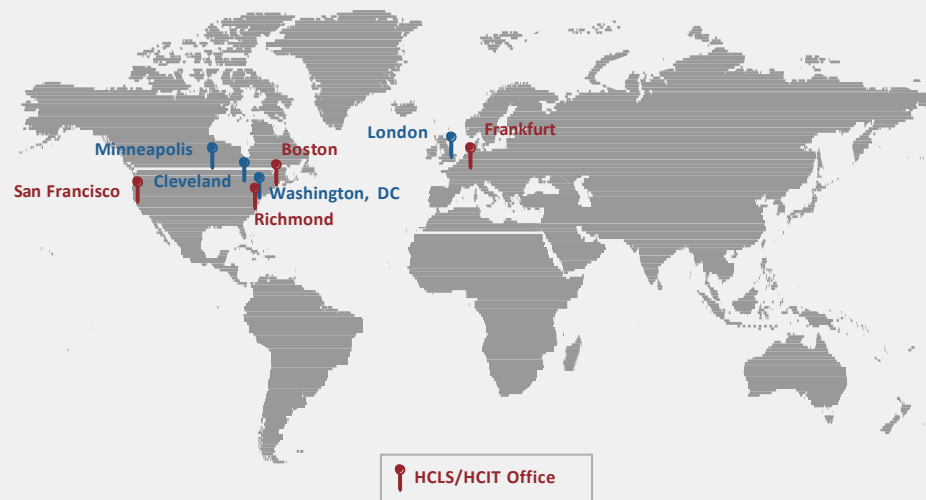 London
Frankfurt
Minneapolis
Boston
Cleveland
San Francisco
Washington, DC
Richmond
HCLS/HCIT Office